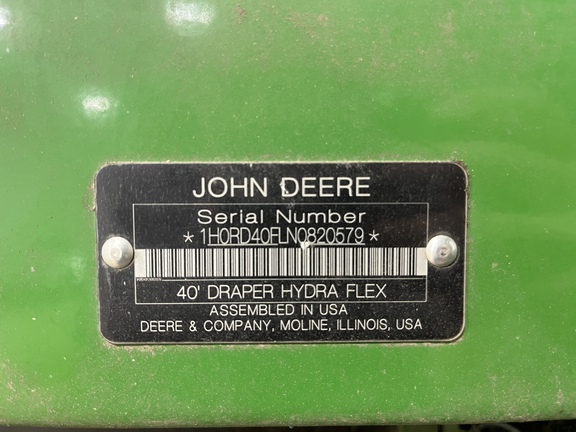 JOHN DEERE
Serial Number
*1H0RD40FLN0820579*
40' DRAPER HYDRA FLEX
ASSEMBLED IN USA
DEERE & COMPANY, MOLINE, ILLINOIS, USA